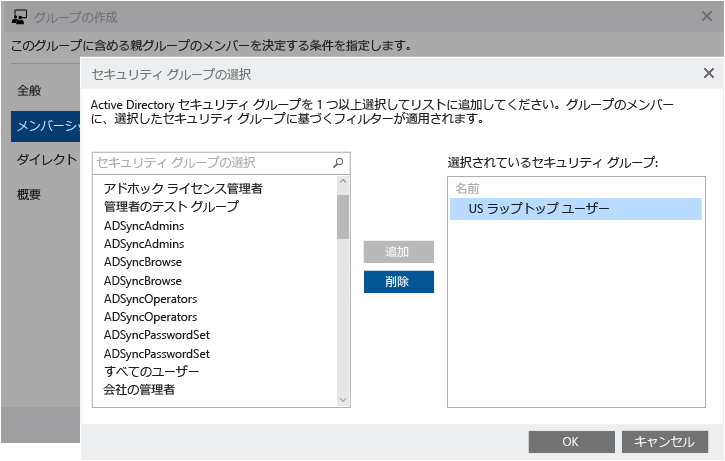 グループの作成
このグループに含める親グループのメンバーを決定する条件を指定します。
全般
メンバーシッ
ダイレクト
概要
セキュリティ グループの選択
Active Directory セキュリティ グループを 1 つ以上選択してリストに追加してください。グループのメンバー
に、選択したセキュリティ グループに基づくフィルターが適用されます。
セキュリティ グループの選択
アドホック ライセンス管理者
管理者のテスト グループ
ADSyncAdmins
ADSyncAdmins
ADSyncBrowse
ADSyncBrowse
ADSyncOperators
ADSyncOperators
ADSyncPasswordSet
ADSyncPasswordSet
すべてのユーザー
会社の管理者
追加
削除
選択されているセキュリティ グループ:
名前
US ラップトップ ユーザー
OK
キャンセル